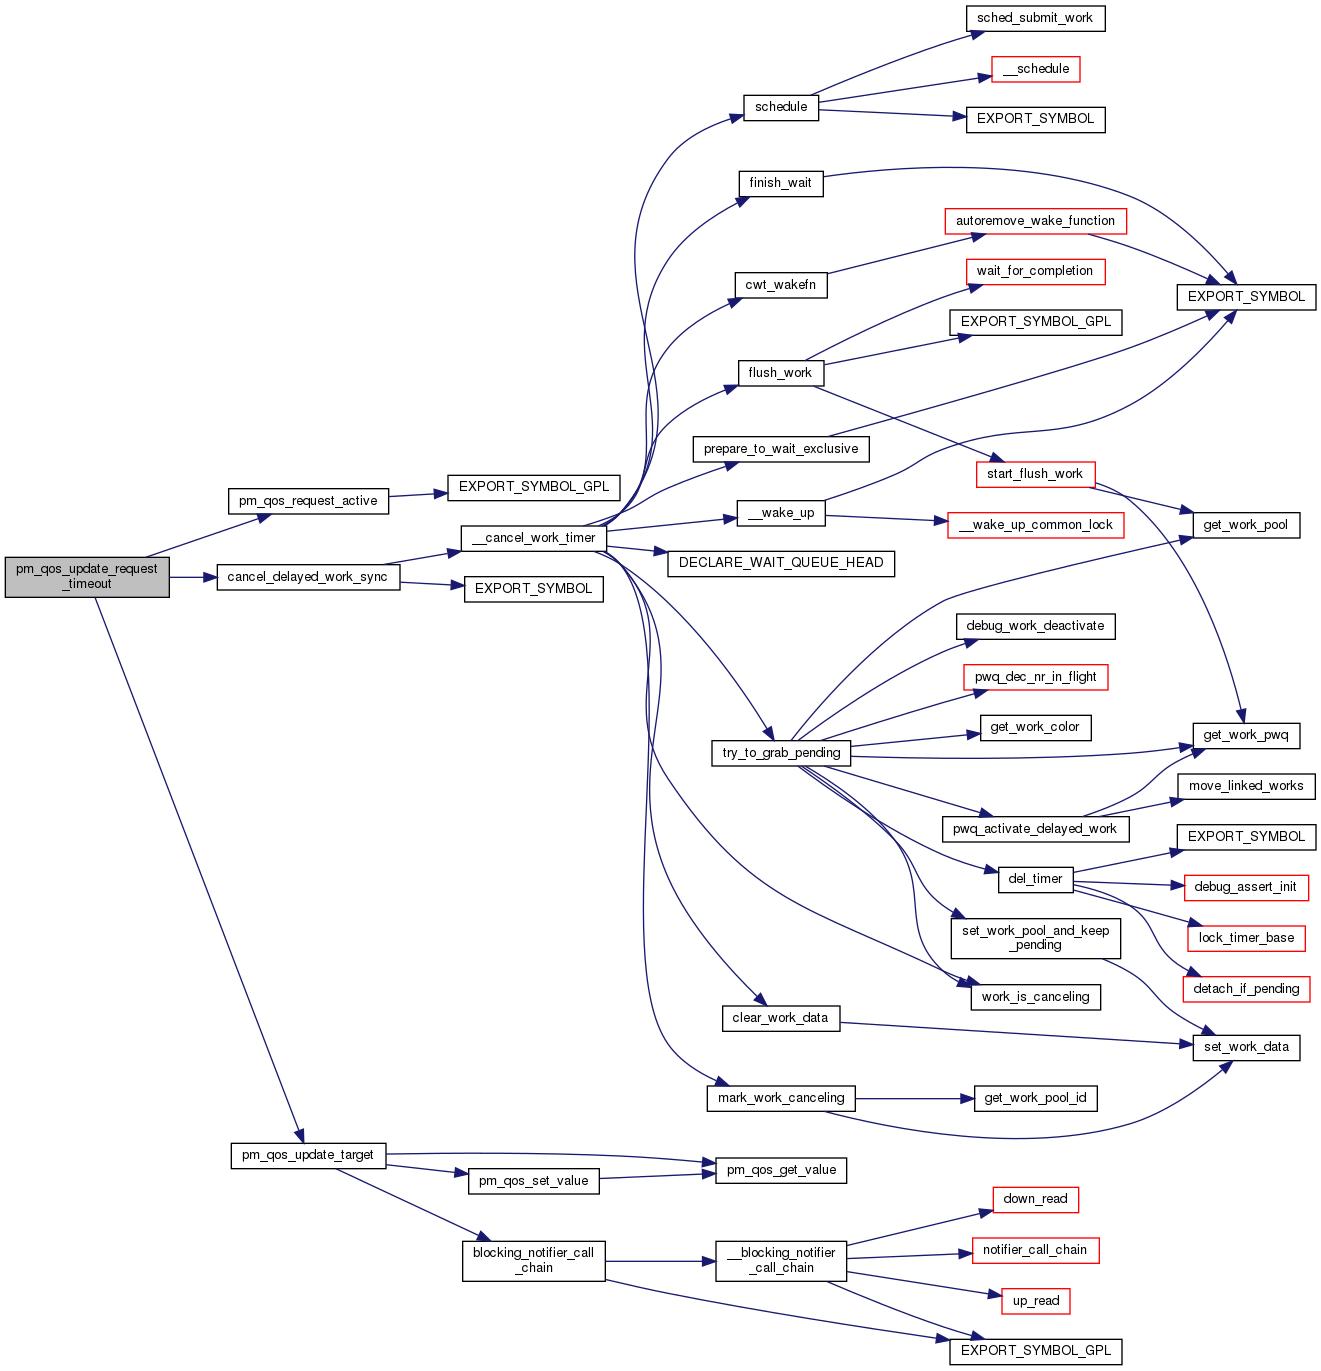 sched_submit_work
__schedule
schedule
EXPORT_SYMBOL
finish_wait
autoremove_wake_function
wait_for_completion
cwt_wakefn
EXPORT_SYMBOL
EXPORT_SYMBOL_GPL
flush_work
prepare_to_wait_exclusive
start_flush_work
EXPORT_SYMBOL_GPL
pm_qos_request_active
__wake_up
__wake_up_common_lock
get_work_pool
__cancel_work_timer
DECLARE_WAIT_QUEUE_HEAD
pm_qos_update_request
_timeout
cancel_delayed_work_sync
EXPORT_SYMBOL
debug_work_deactivate
pwq_dec_nr_in_flight
get_work_color
get_work_pwq
try_to_grab_pending
move_linked_works
pwq_activate_delayed_work
EXPORT_SYMBOL
del_timer
debug_assert_init
set_work_pool_and_keep
_pending
lock_timer_base
detach_if_pending
work_is_canceling
clear_work_data
set_work_data
mark_work_canceling
get_work_pool_id
pm_qos_update_target
pm_qos_get_value
pm_qos_set_value
down_read
blocking_notifier_call
_chain
__blocking_notifier
_call_chain
notifier_call_chain
up_read
EXPORT_SYMBOL_GPL